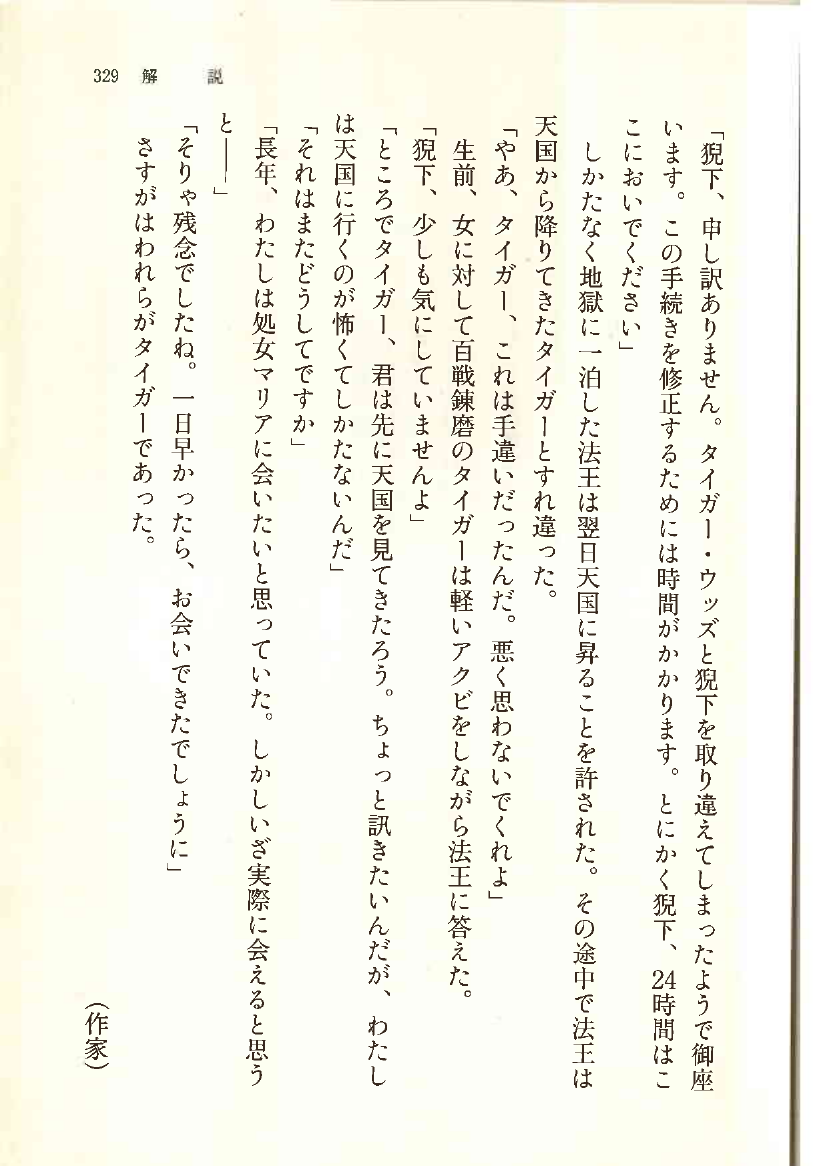 329 解 説
「猊下、申し訳ありません。タイガー・ウッズと猊下を取り違えてしまったようで御座
います。この手続きを修正するためには時間がかかります。とにかく猊下、24時間はこ
こにおいでください」
しかたなく地獄に一泊した法王は翌日天国に昇ることを許された。その途中で法王は
天国から降りてきたタイガーとすれ違った。
「やあ、タイガー、これは手違いだったんだ。悪く思わないでくれよ」
生前、女に対して百戦錬磨のタイガーは軽いアクビをしながら法王に答えた。
「猊下、少しも気にしていませんよ」
「ところでタイガー、君は先に天国を見てきたろう。ちょっと訊きたいんだが、わたし
は天国に行くのが怖くてしかたないんだ」
「それはまたどうしてですか」
「長年、わたしは処女マリアに会いたいと思っていた。しかしいざ実際に会えると思う
と──」
「そりゃ残念でしたね。一日早かったら、お会いできたでしょうに」
さすがはわれらがタイガーであった。
（作家）